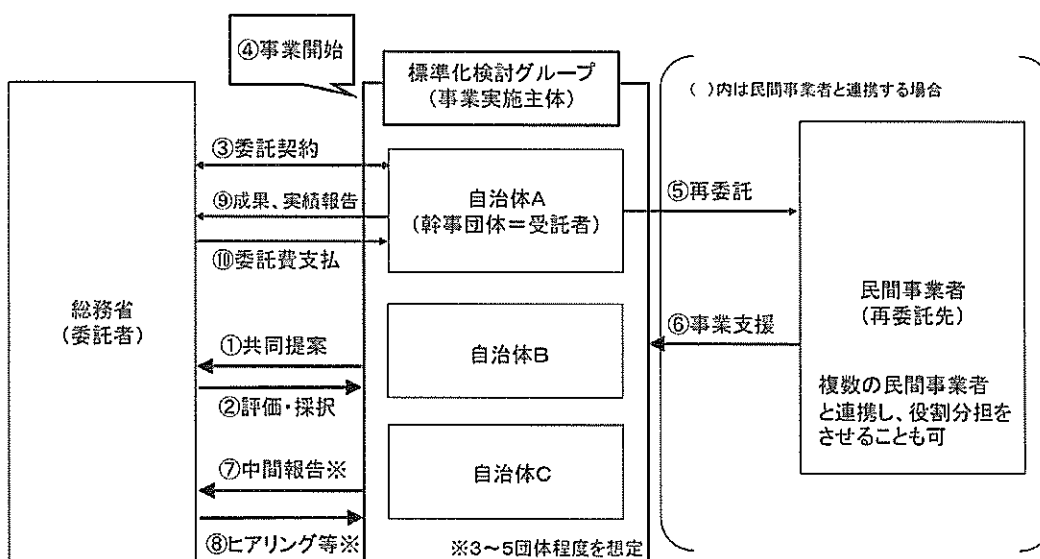 ④事業開始
標準化検討グループ
(事業実施主体)
( )内は民間事業者と連携する場合
③委託契約
⑨成果、実績報告
⑩委託費支払
自治体A
(幹事団体=受託者)
⑤再委託
総務省
(委託者)
①共同提案
②評価・採択
自治体B
⑥事業支援
民間事業者
(再委託先)
複数の民間事業者
と連携し、役割分担を
させることも可
⑦中間報告※
⑧ヒアリング等※
自治体C
※3~5団体程度を想定